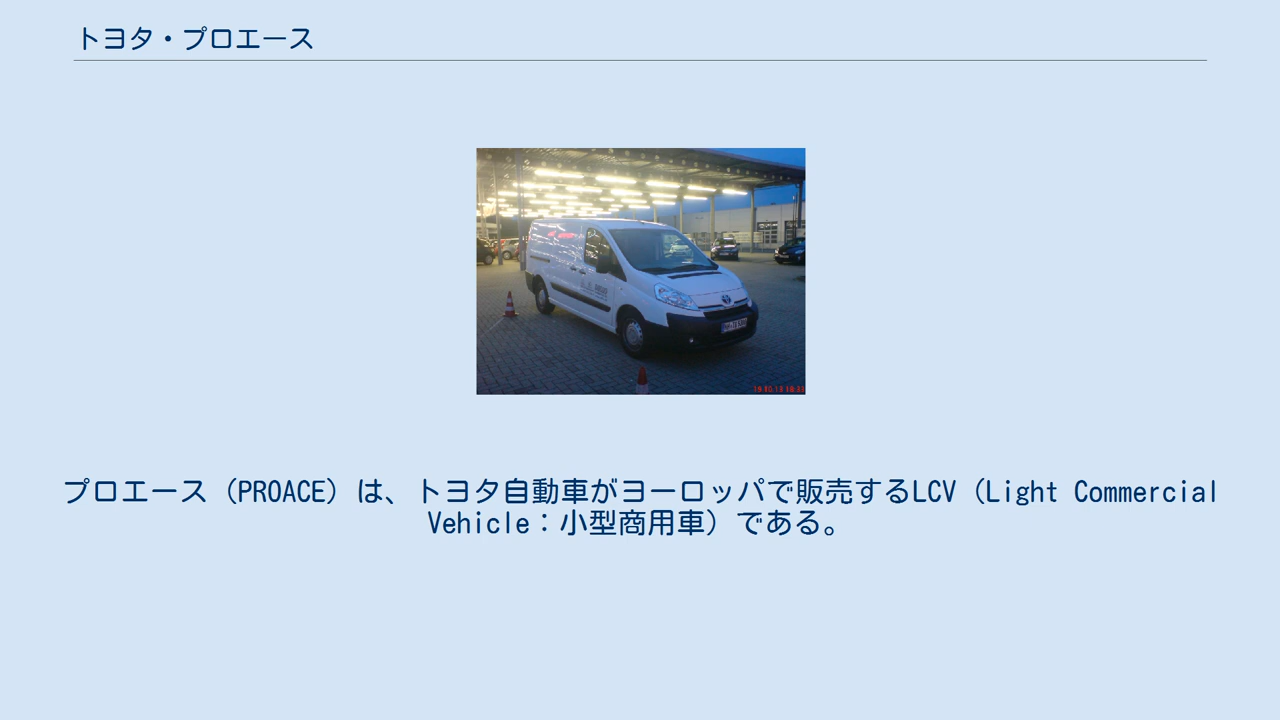 トヨタ・プロエース
プロエース（PROACE）は、トヨタ自動車がヨーロッパで販売するLCV（Light Commercial
Vehicle：小型商用車）である。